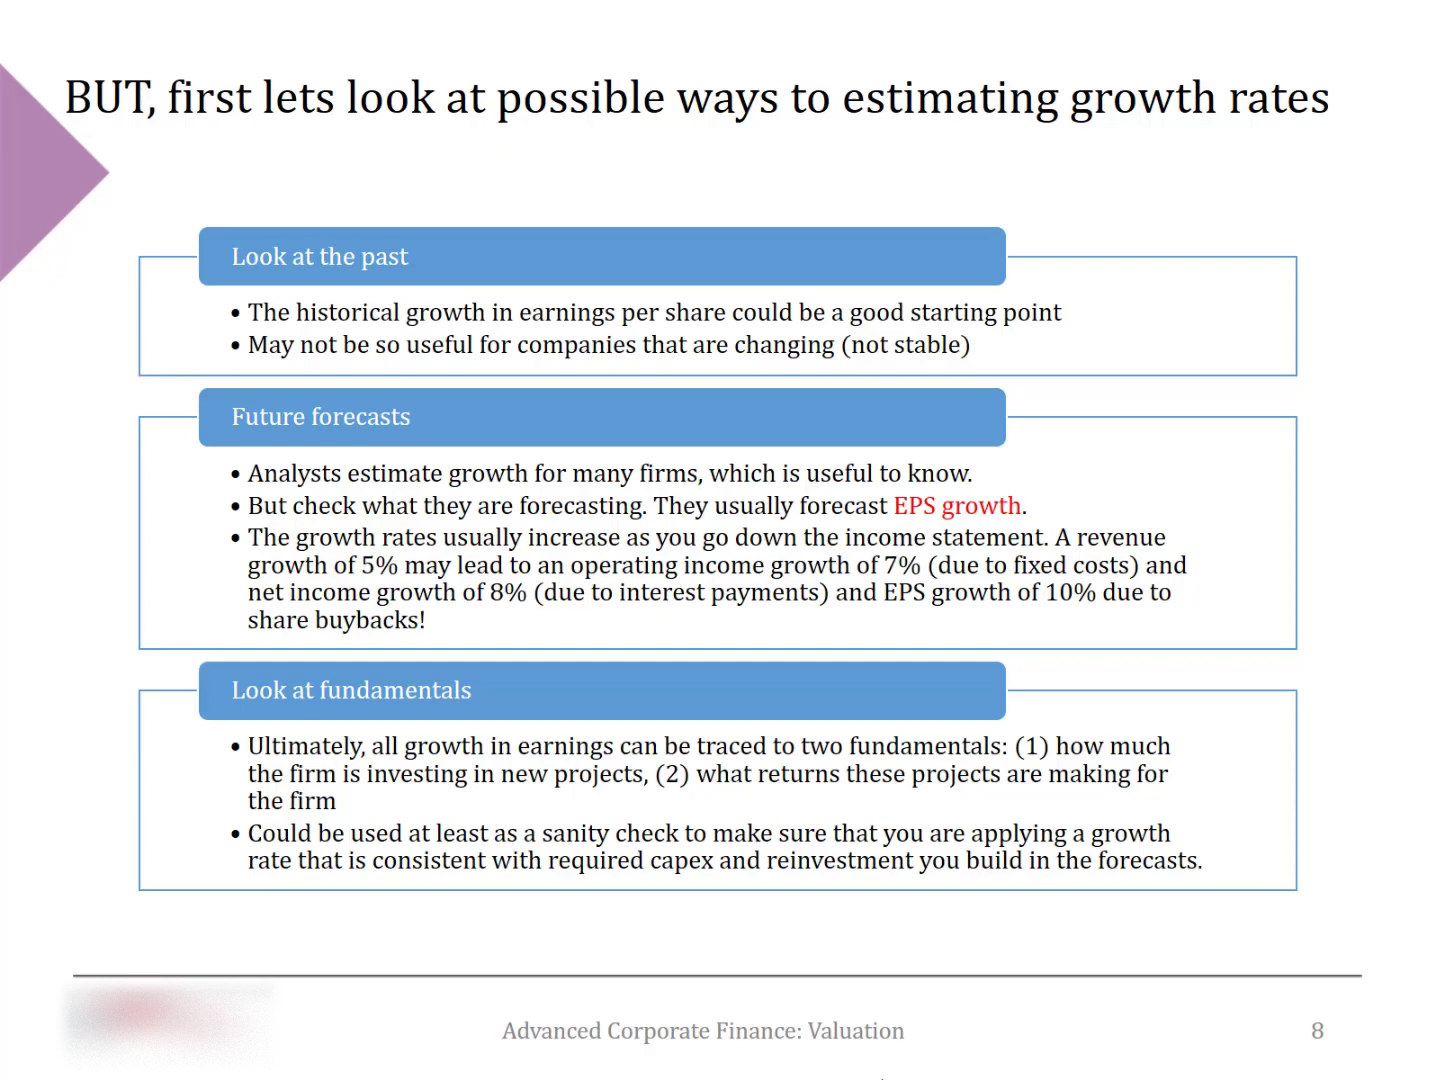 BUT, first lets look at possible ways to estimating growth rates
Look at the past
• The historical growth in earnings per share could be a good starting point
• May not be so useful for companies that are changing (not stable)
Future forecasts
• Analysts estimate growth for many firms, which is useful to know.
• But check what they are forecasting. They usually forecast EPS growth.
• The growth rates usually increase as you go down the income statement. A revenue
growth of 5% may lead to an operating income growth of 7% (due to fixed costs) and
net income growth of 8% (due to interest payments) and EPS growth of 10% due to
share buybacks!
Look at fundamentals
• Ultimately, all growth in earnings can be traced to two fundamentals: (1) how much
the firm is investing in new projects, (2) what returns these projects are making for
the firm
• Could be used at least as a sanity check to make sure that you are applying a growth
rate that is consistent with required capex and reinvestment you build in the forecasts.
Advanced Corporate Finance: Valuation
8